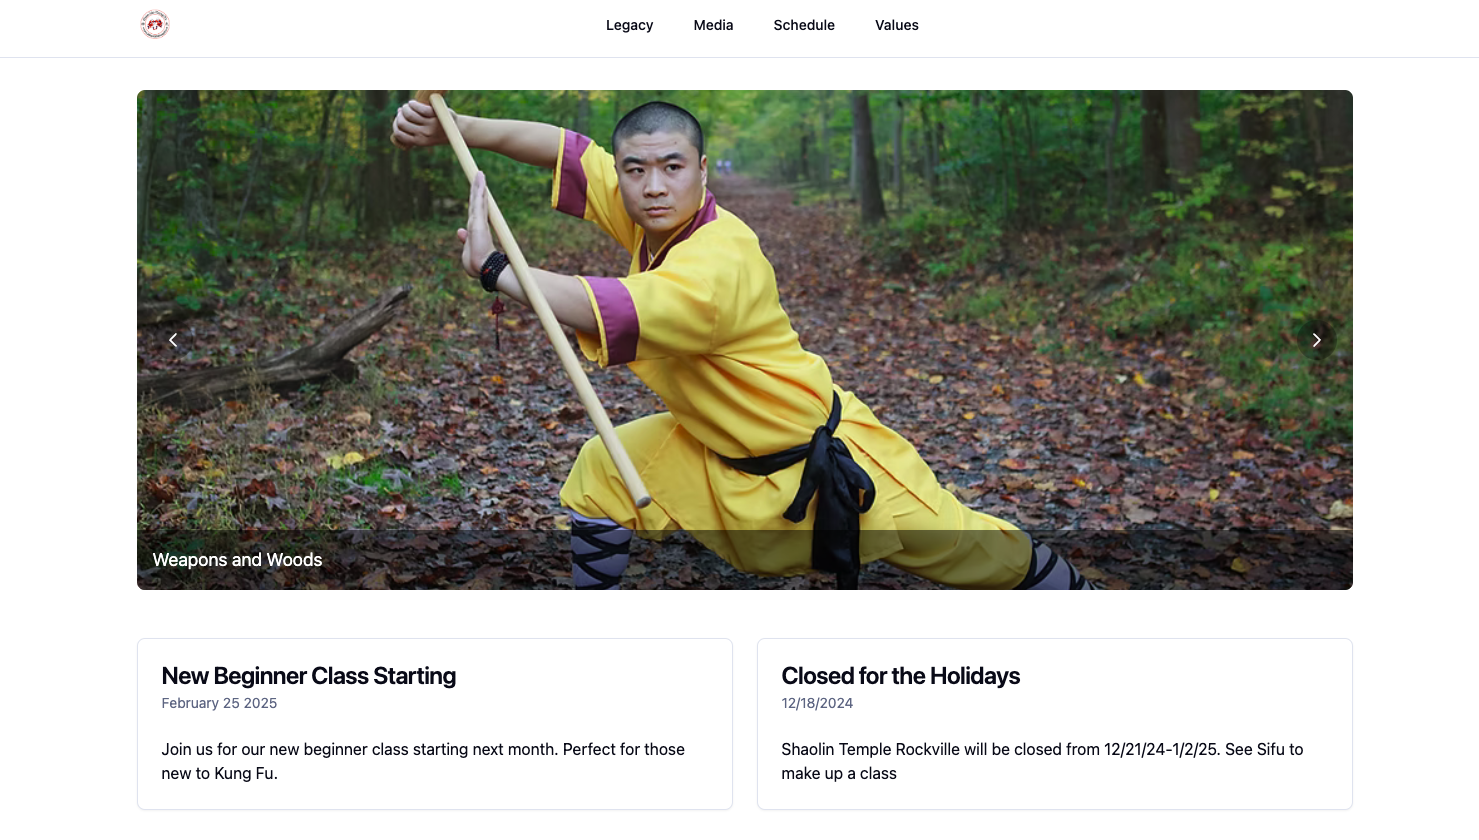 Legacy
Media
Schedule
Values
Weapons and Woods
New Beginner Class Starting
February 25 2025
Join us for our new beginner class starting next month. Perfect for those
new to Kung Fu.
Closed for the Holidays
12/18/2024
Shaolin Temple Rockville will be closed from 12/21/24-1/2/25. See Sifu to
make up a class